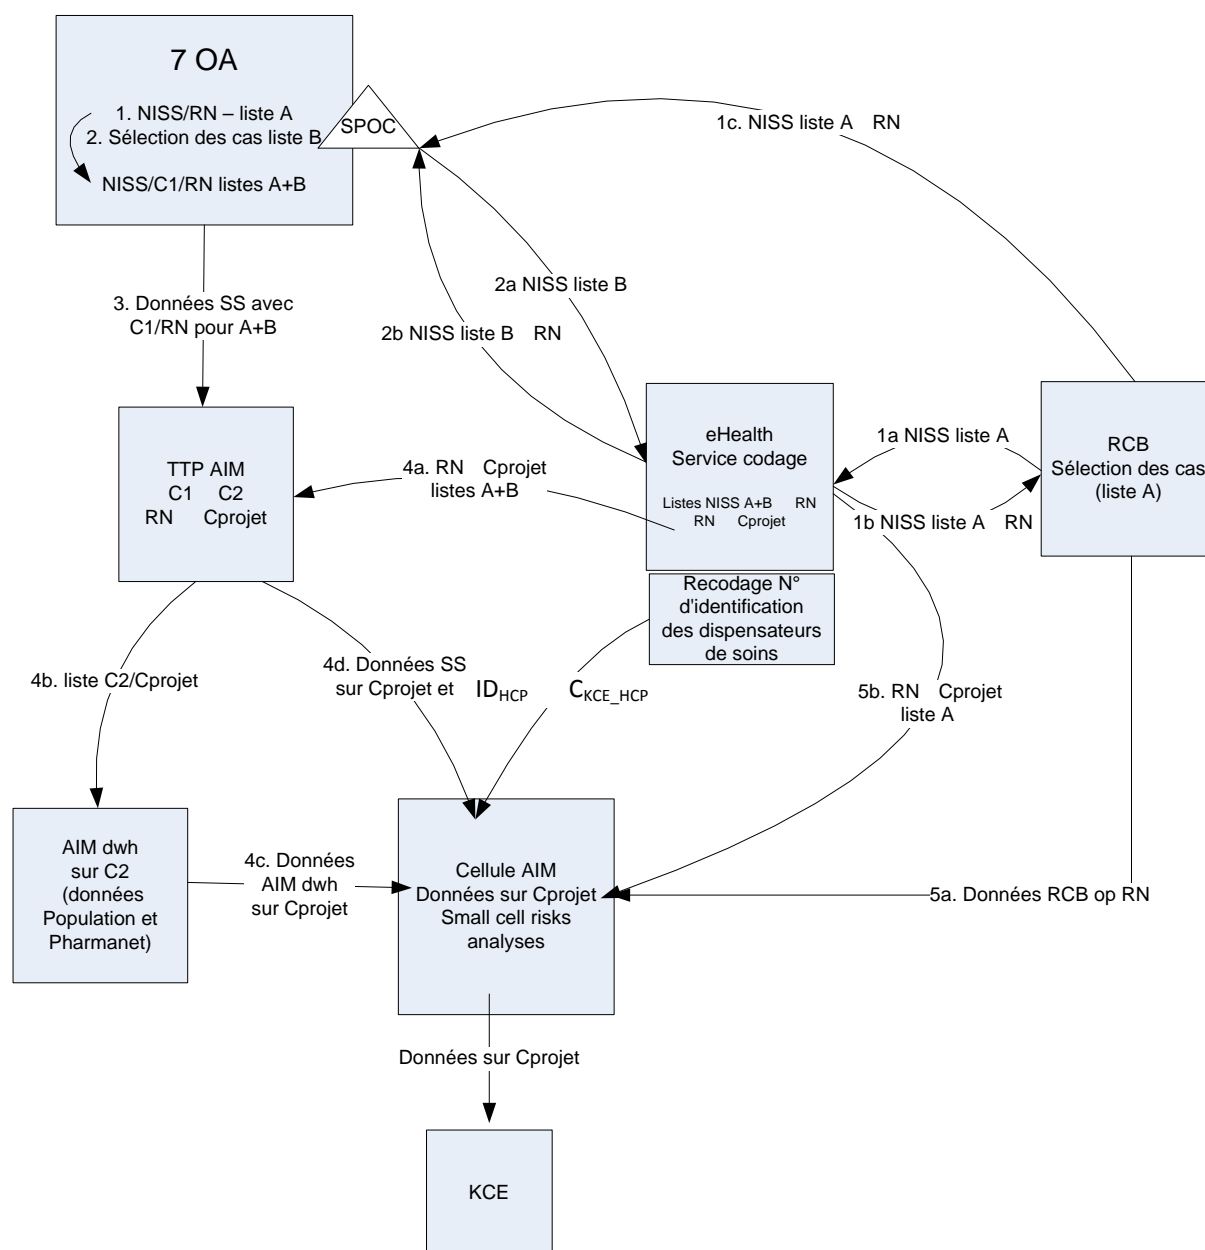 7 OA
1. NISS/RN – liste A
2. Sélection des cas liste B
NISS/C1/RN listes A+B
SPOC
1c. NISS liste A RN
2a NISS liste B
2b NISS liste B RN
3. Données SS avec
C1/RN pour A+B
eHealth
Service codage
Listes NISS A+B RN
RN Cprojet
1a NISS liste A
1b NISS liste A RN
RCB
Sélection des cas
(liste A)
TTP AIM
C1 C2
RN Cprojet
4a. RN Cprojet
listes A+B
Recodage N°
d'identification
des dispensateurs
de soins
4b. liste C2/Cprojet
4d. Données SS
sur Cprojet et ID_HCP C_KCE_HCP
5b. RN Cprojet
liste A
AIM dwh
sur C2
(données
Population et
Pharmanet)
4c. Données
AIM dwh
sur Cprojet
Cellule AIM
Données sur Cprojet
Small cell risks
analyses
5a. Données RCB op RN
Données sur Cprojet
KCE